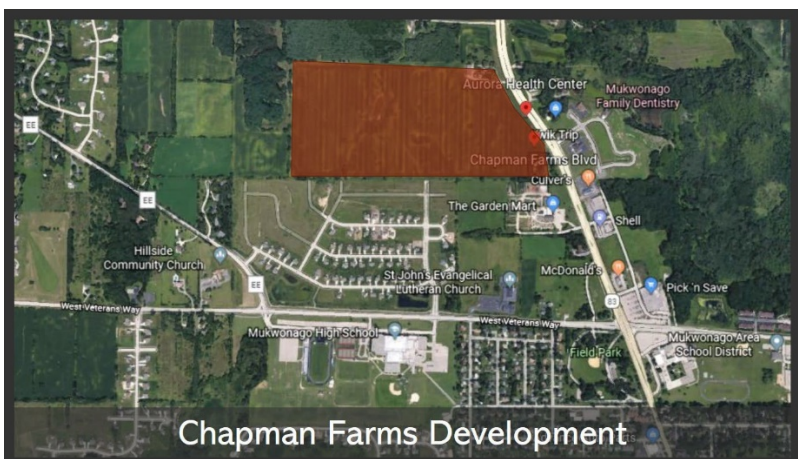 Aurora Health Center
Mukwonago
Family Dentistry
Kwik Trip
Chapman Farms Blvd
Culver's
The Garden Mart
Shell
EE
EE
Hillside
Community Church
EE
St John's Evangelical
Lutheran Church
McDonald's
Pick 'n Save
83
West Veterans Way
West Veterans Way
Mukwonago High School
Field Park
Mukwonago Area
School District
Chapman Farms Development